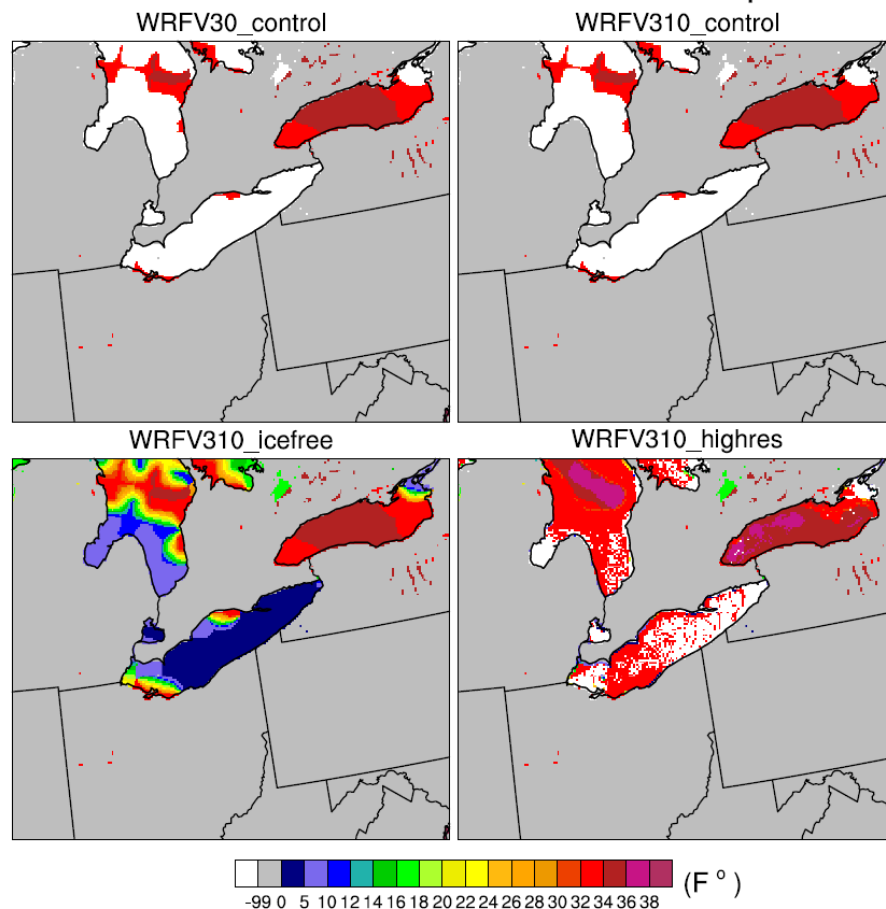 WRFV30_control
WRFV310_control
WRFV310_icefree
WRFV310_highres
-99 0 5 10 12 14 16 18 20 22 24 26 28 30 32 34 36 38
(F °)